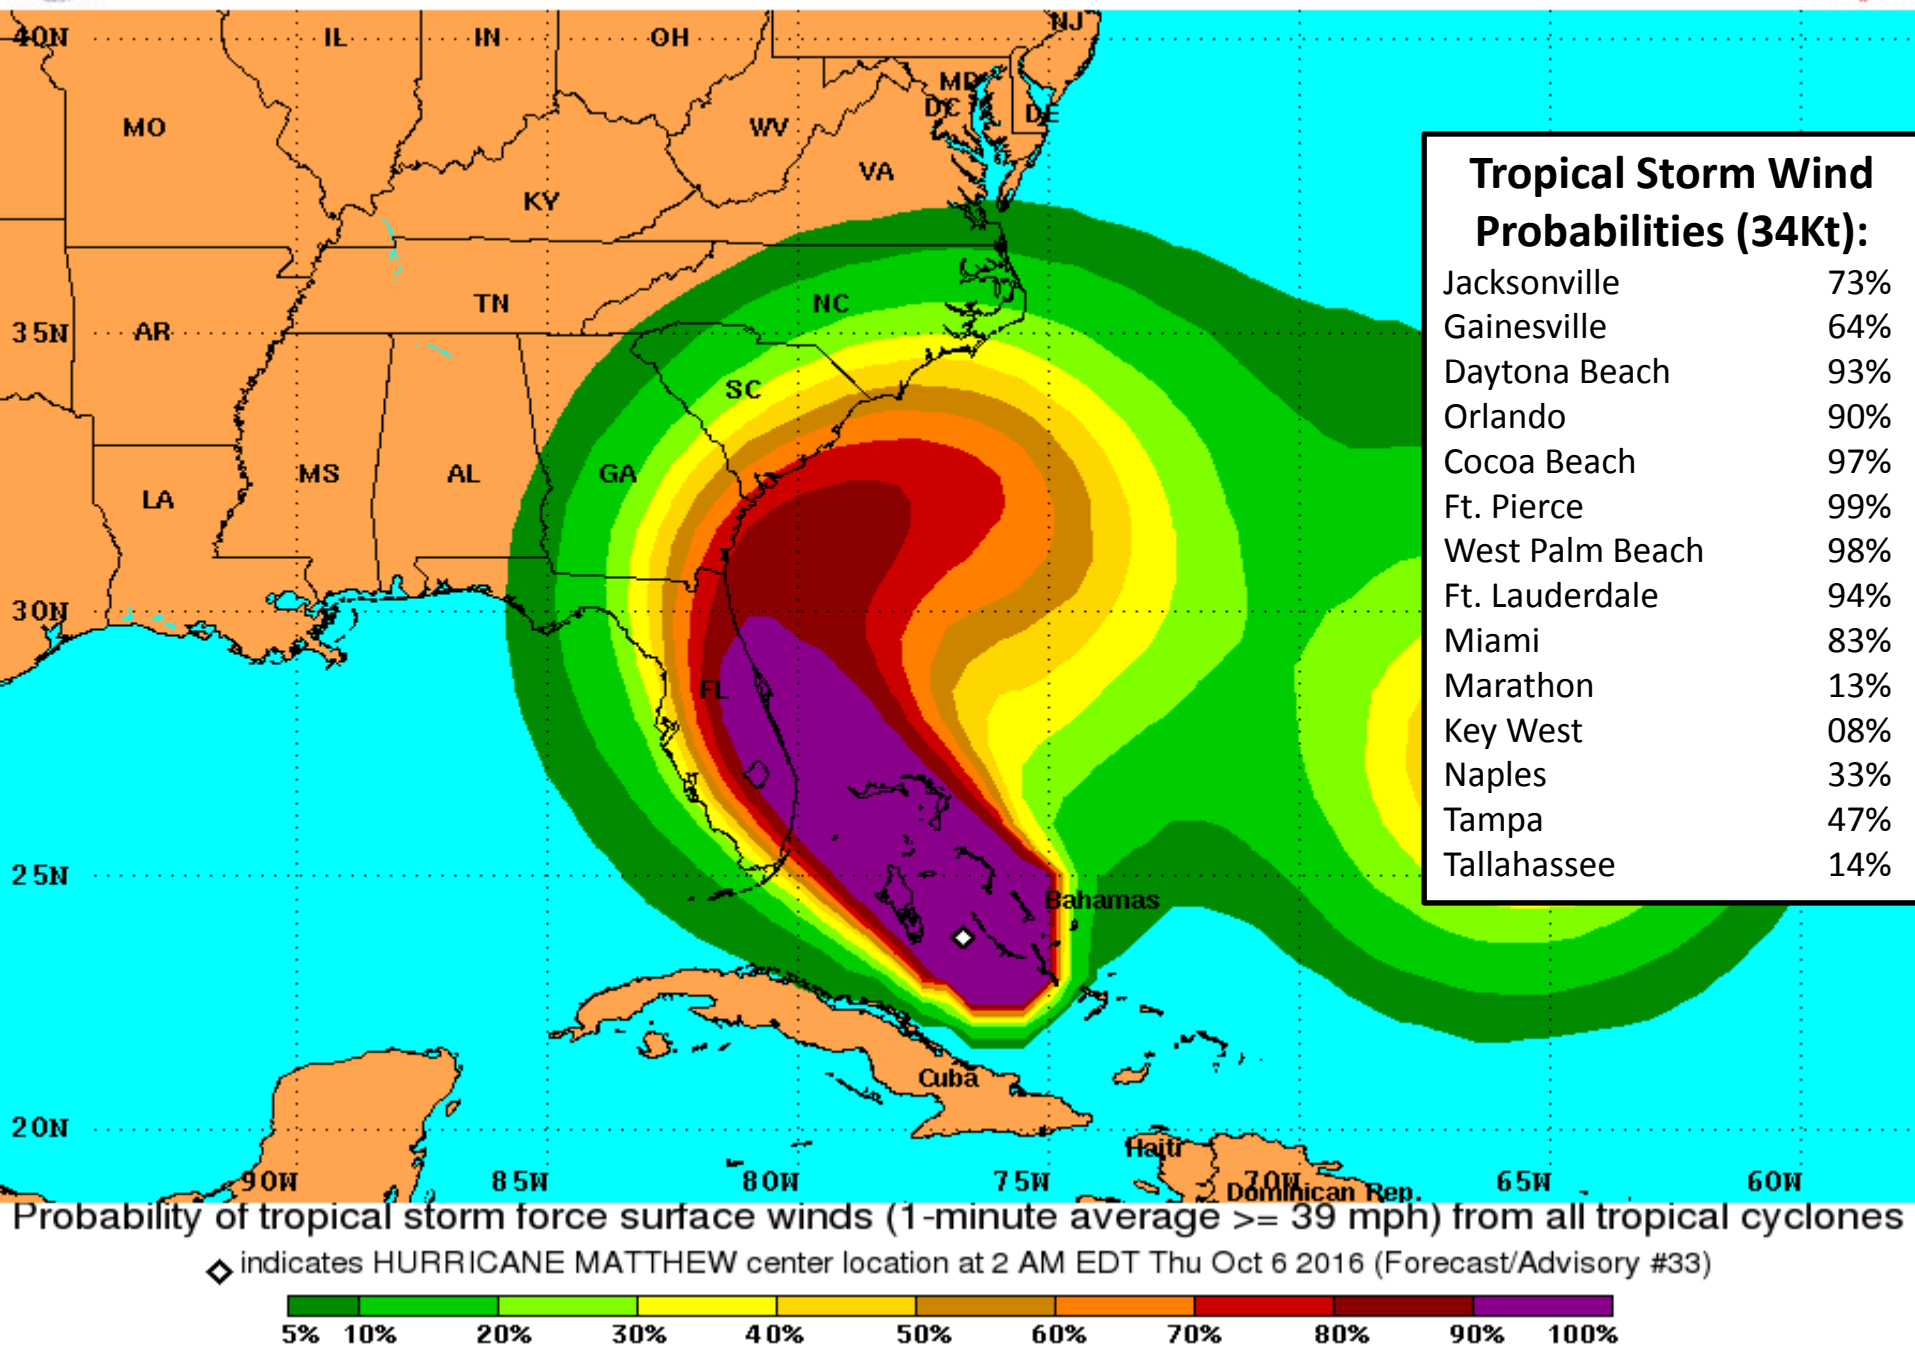 40N
IL
IN
OH
NJ
MO
WV
MD
DC
DE
VA
KY
TN
NC
35N
AR
SC
MS
AL
GA
LA
30N
FL
25N
Bahamas
Cuba
20N
Haiti
Dominican Rep.
90W
85W
80W
75W
70W
65W
60W
Tropical Storm Wind
Probabilities (34Kt):
Jacksonville 73%
Gainesville 64%
Daytona Beach 93%
Orlando 90%
Cocoa Beach 97%
Ft. Pierce 99%
West Palm Beach 98%
Ft. Lauderdale 94%
Miami 83%
Marathon 13%
Key West 08%
Naples 33%
Tampa 47%
Tallahassee 14%
Probability of tropical storm force surface winds (1-minute average >= 39 mph) from all tropical cyclones
indicates HURRICANE MATTHEW center location at 2 AM EDT Thu Oct 6 2016 (Forecast/Advisory #33)
5% 10% 20% 30% 40% 50% 60% 70% 80% 90% 100%